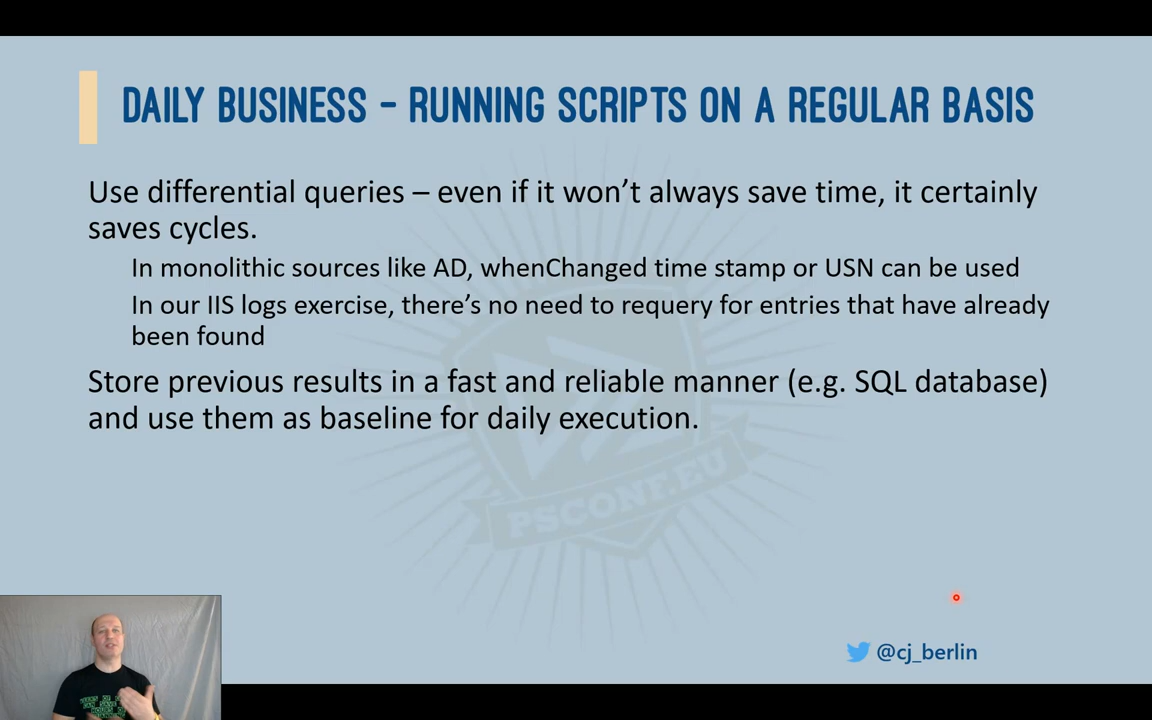 DAILY BUSINESS - RUNNING SCRIPTS ON A REGULAR BASIS
Use differential queries – even if it won’t always save time, it certainly
saves cycles.
In monolithic sources like AD, whenChanged time stamp or USN can be used
In our IIS logs exercise, there’s no need to requery for entries that have already
been found
Store previous results in a fast and reliable manner (e.g. SQL database)
and use them as baseline for daily execution.
PSCONF.EU
@cj_berlin